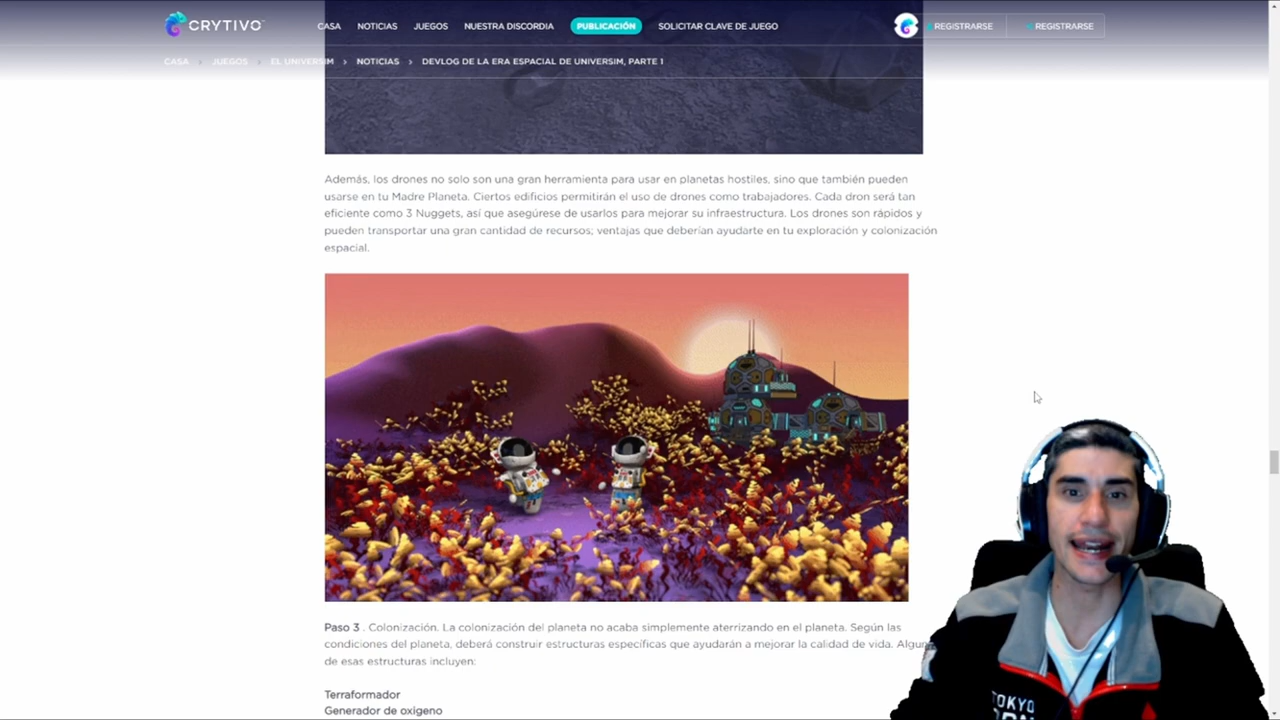 CRYTIVO
CASA NOTICIAS JUEGOS NUESTRA DISCORDIA PUBLICACIÓN SOLICITAR CLAVE DE JUEGO REGISTRARSE REGISTRARSE
CASA > JUEGOS > EL UNIVERSIM > NOTICIAS > DEVLOG DE LA ERA ESPACIAL DE UNIVERSIM, PARTE 1
Además, los drones no solo son una gran herramienta para usar en planetas hostiles, sino que también pueden
usarse en tu Madre Planeta. Ciertos edificios permitirán el uso de drones como trabajadores. Cada dron será tan
eficiente como 3 Nuggets, así que asegúrese de usarlos para mejorar su infraestructura. Los drones son rápidos y
pueden transportar una gran cantidad de recursos; ventajas que deberían ayudarte en tu exploración y colonización
espacial.
Paso 3 . Colonización. La colonización del planeta no acaba simplemente aterrizando en el planeta. Según las
condiciones del planeta, deberá construir estructuras específicas que ayudarán a mejorar la calidad de vida.
de esas estructuras incluyen:
Terraformador
Generador de oxigeno
TOKYO